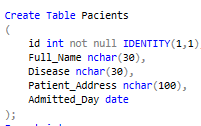 Create Table Pacients
(
id int not null IDENTITY(1,1)
Full_Name nchar(30),
Disease nchar(30),
Patient_Address nchar(100),
Admitted_Day date
);